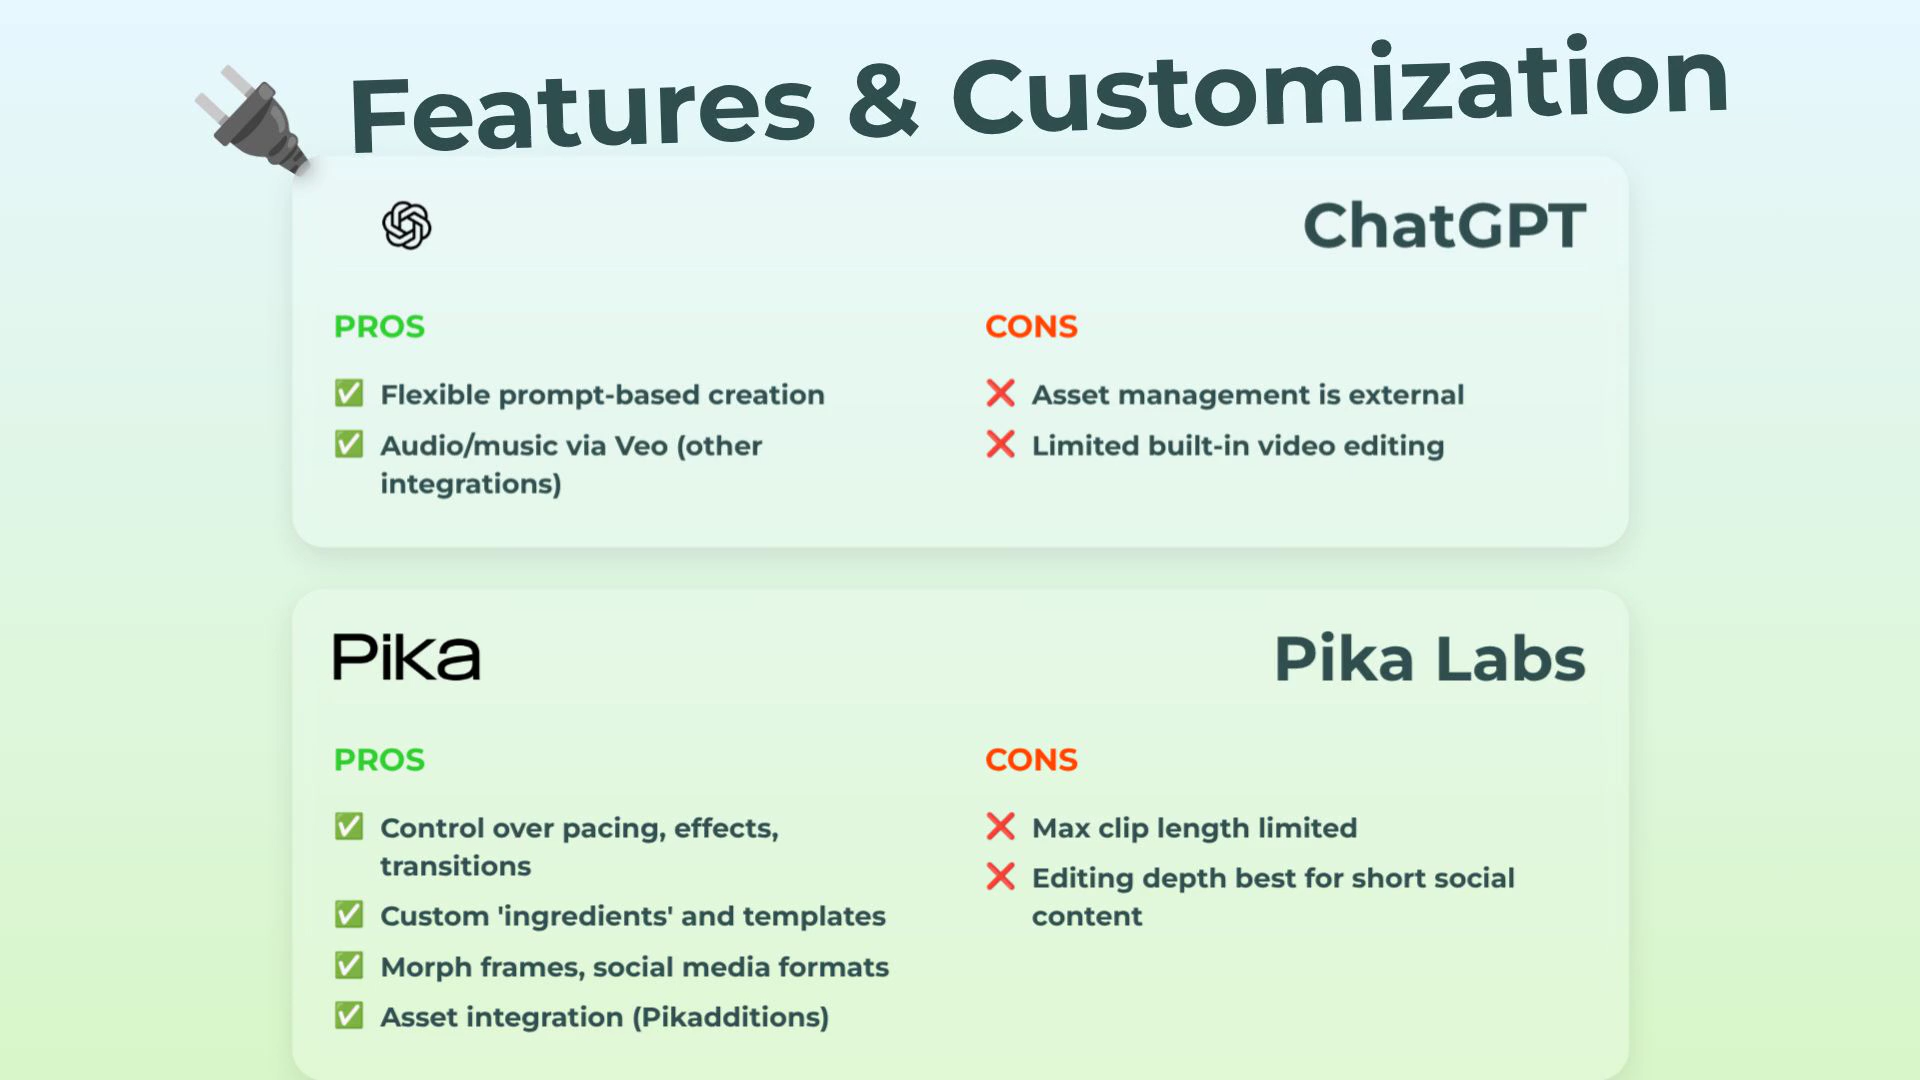 Features & Customization
ChatGPT
PROS
Flexible prompt-based creation
Audio/music via Veo (other
integrations)
CONS
Asset management is external
Limited built-in video editing
Pika
Pika Labs
PROS
Control over pacing, effects,
transitions
Custom 'ingredients' and templates
Morph frames, social media formats
Asset integration (Pikadditions)
CONS
Max clip length limited
Editing depth best for short social
content